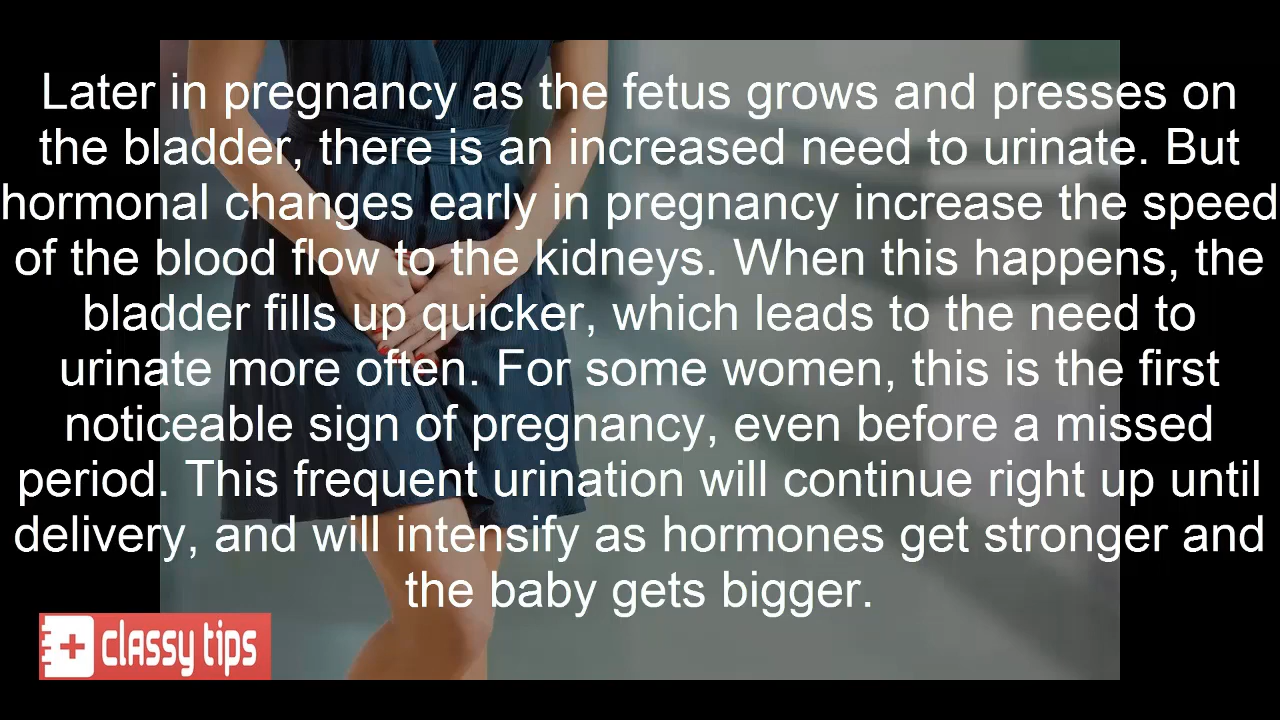 Later in pregnancy as the fetus grows and presses on
the bladder, there is an increased need to urinate. But
hormonal changes early in pregnancy increase the speed
of the blood flow to the kidneys. When this happens, the
bladder fills up quicker, which leads to the need to
urinate more often. For some women, this is the first
noticeable sign of pregnancy, even before a missed
period. This frequent urination will continue right up until
delivery, and will intensify as hormones get stronger and
the baby gets bigger.
classy tips